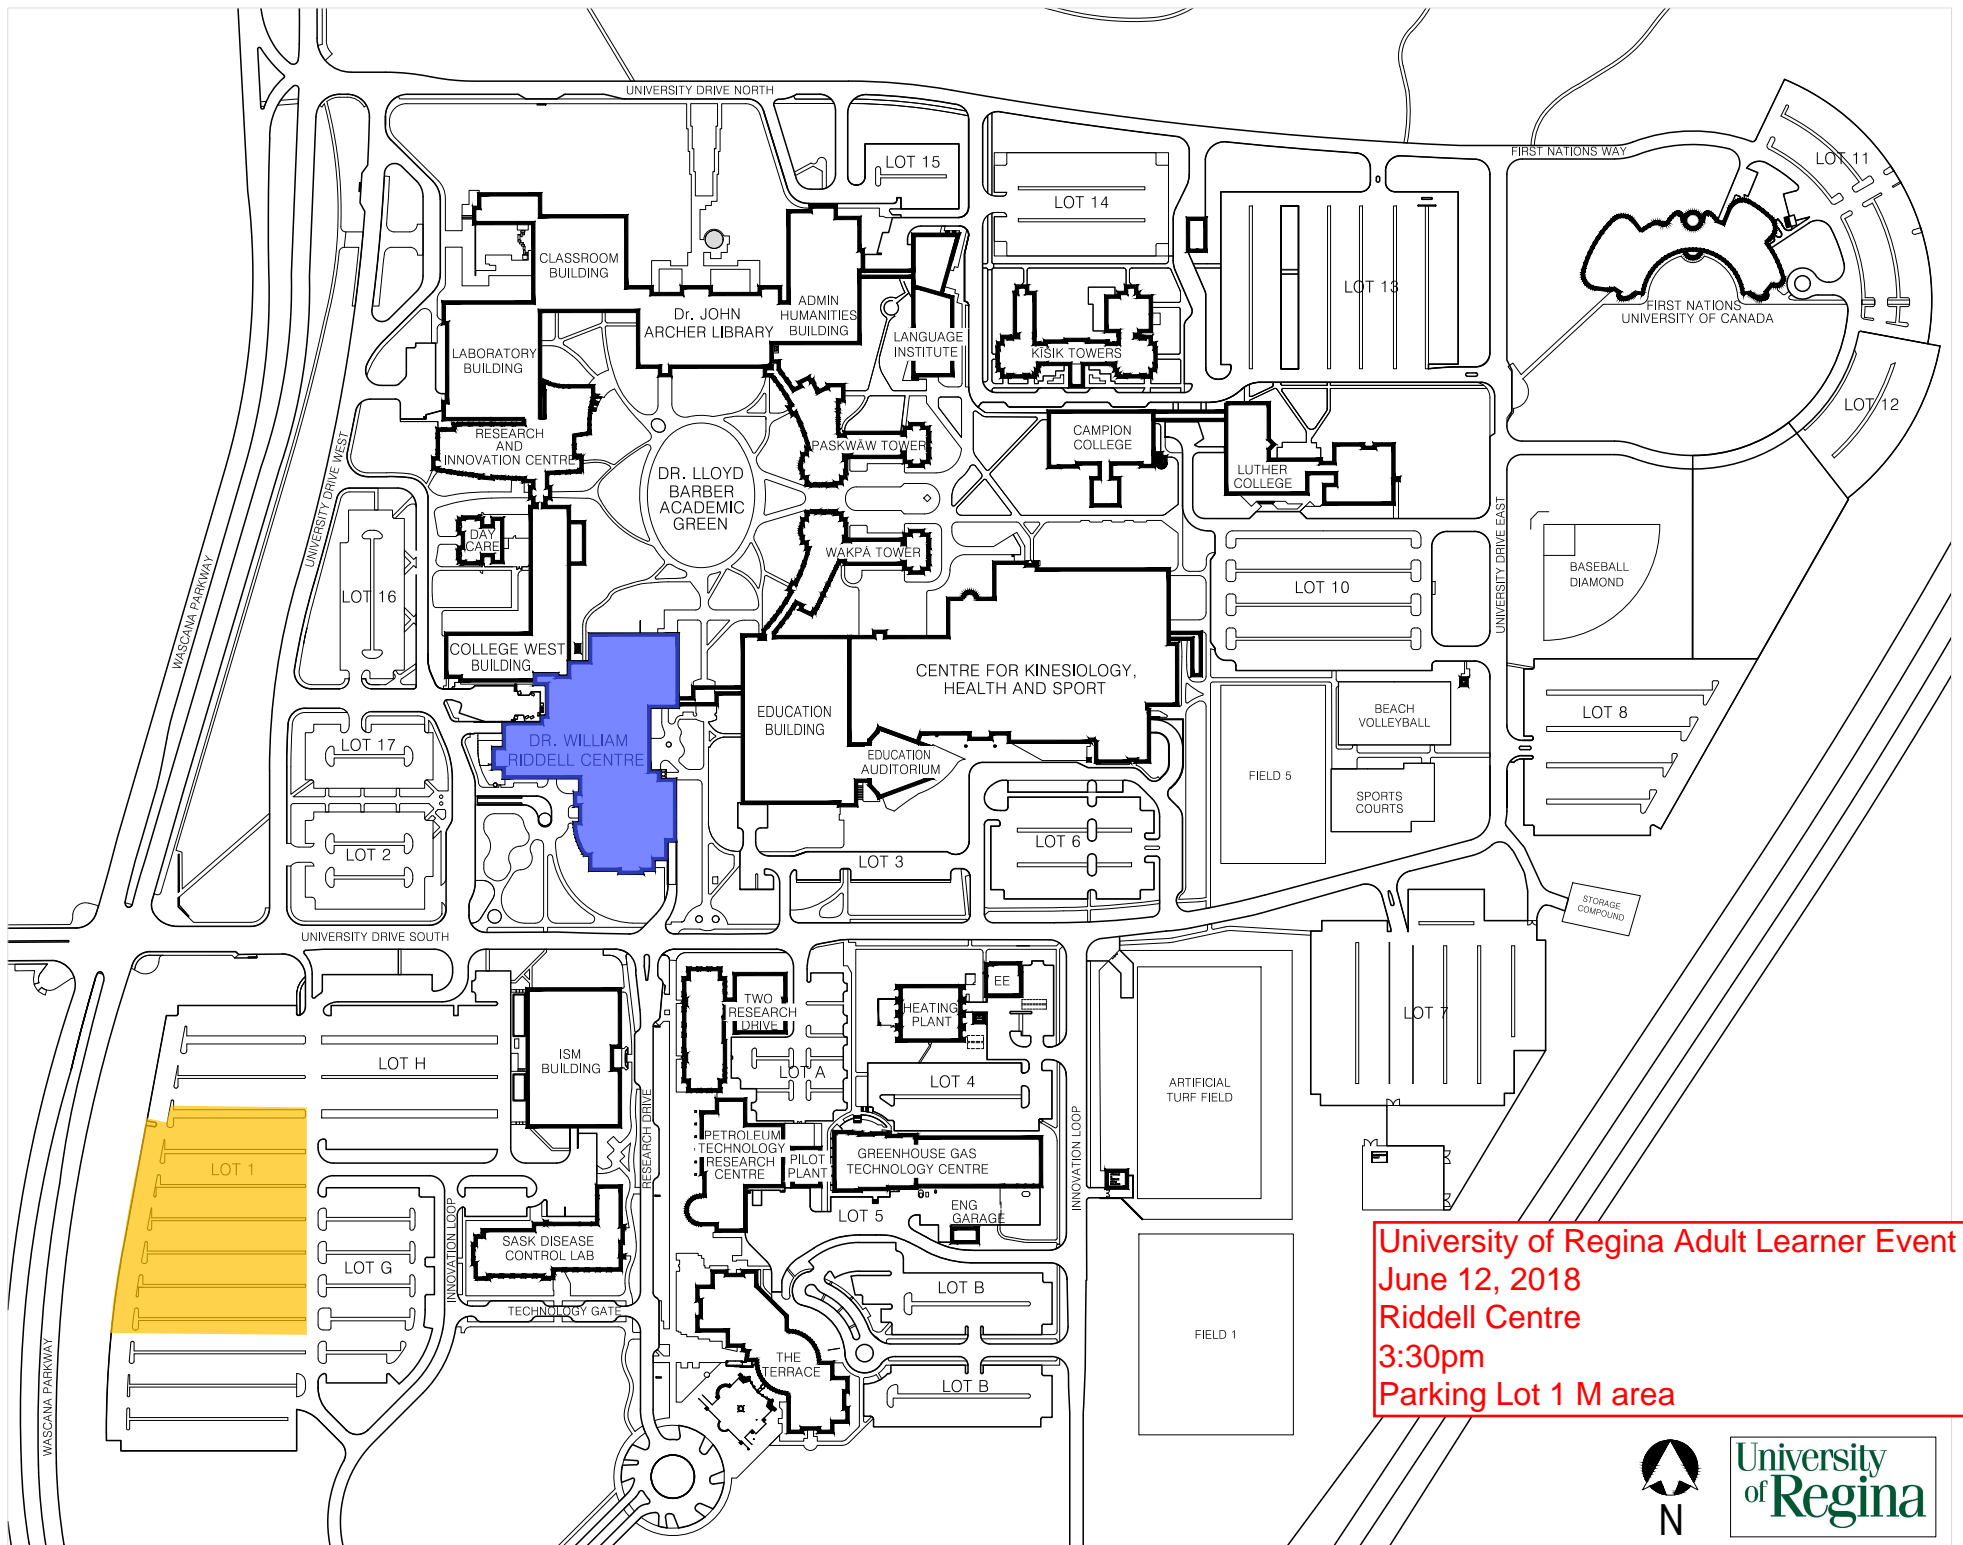 UNIVERSITY DRIVE NORTH
FIRST NATIONS WAY
LOT 15
LOT 11
LOT 14
CLASSROOM
BUILDING
LOT 13
ADMIN
HUMANITIES
BUILDING
Dr. JOHN
ARCHER LIBRARY
FIRST NATIONS
UNIVERSITY OF CANADA
LANGUAGE
INSTITUTE
KĪSIK TOWERS
LABORATORY
BUILDING
LOT 12
RESEARCH
AND
INNOVATION CENTRE
PASKWĀW TOWER
CAMPION
COLLEGE
LUTHER
COLLEGE
DR. LLOYD
BARBER
ACADEMIC
GREEN
UNIVERSITY DRIVE WEST
UNIVERSITY DRIVE EAST
DAY
CARE
WAKPÁ TOWER
BASEBALL
DIAMOND
WASCANA PARKWAY
LOT 16
LOT 10
COLLEGE WEST
BUILDING
CENTRE FOR KINESIOLOGY,
HEALTH AND SPORT
EDUCATION
BUILDING
BEACH
VOLLEYBALL
LOT 8
LOT 17
DR. WILLIAM
RIDDELL CENTRE
EDUCATION
AUDITORIUM
FIELD 5
SPORTS
COURTS
LOT 2
LOT 3
LOT 6
STORAGE
COMPOUND
UNIVERSITY DRIVE SOUTH
TWO
RESEARCH
DRIVE
EE
HEATING
PLANT
LOT 7
LOT H
ISM
BUILDING
LOT A
LOT 4
ARTIFICIAL
TURF FIELD
RESEARCH DRIVE
INNOVATION LOOP
LOT 1
PETROLEUM
TECHNOLOGY
RESEARCH
CENTRE
PILOT
PLANT
GREENHOUSE GAS
TECHNOLOGY CENTRE
LOT 5
ENG
GARAGE
INNOVATION LOOP
SASK DISEASE
CONTROL LAB
LOT G
TECHNOLOGY GATE
LOT B
FIELD 1
THE
TERRACE
LOT B
WASCANA PARKWAY
University of Regina Adult Learner Event
June 12, 2018
Riddell Centre
3:30pm
Parking Lot 1 M area
N
University
of Regina